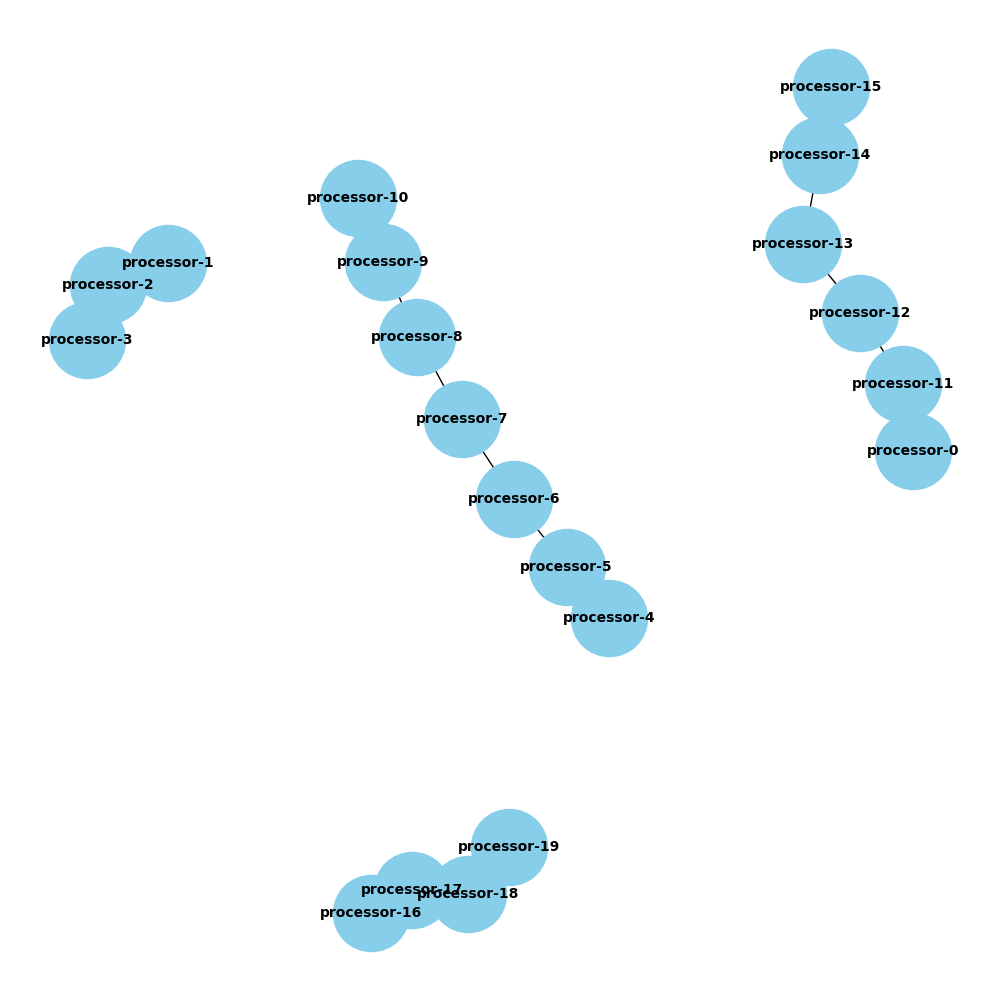 processor-15
processor-14
processor-10
processor-13
processor-9
processor-1
processor-2
processor-12
processor-8
processor-3
processor-11
processor-7
processor-0
processor-6
processor-5
processor-4
processor-19
processor-17
processor-18
processor-16